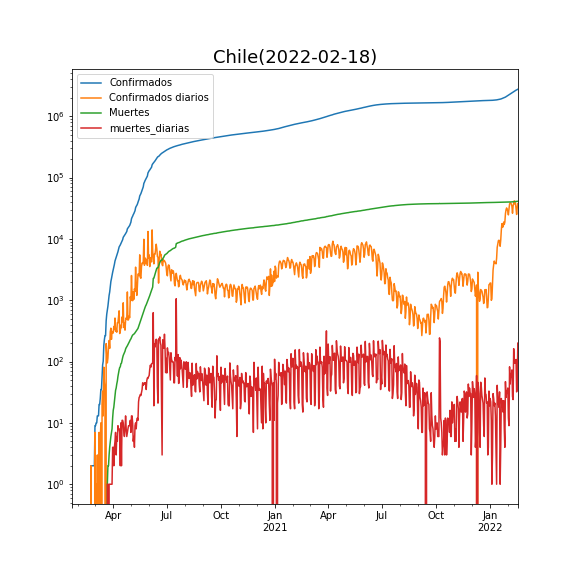 Chile(2022-02-18)
Confirmados
Confirmados diarios
Muertes
muertes_diarias
10⁶
10⁵
10⁴
10³
10²
10¹
10⁰
Apr Jul Oct Jan Apr Jul Oct Jan
2021 2022